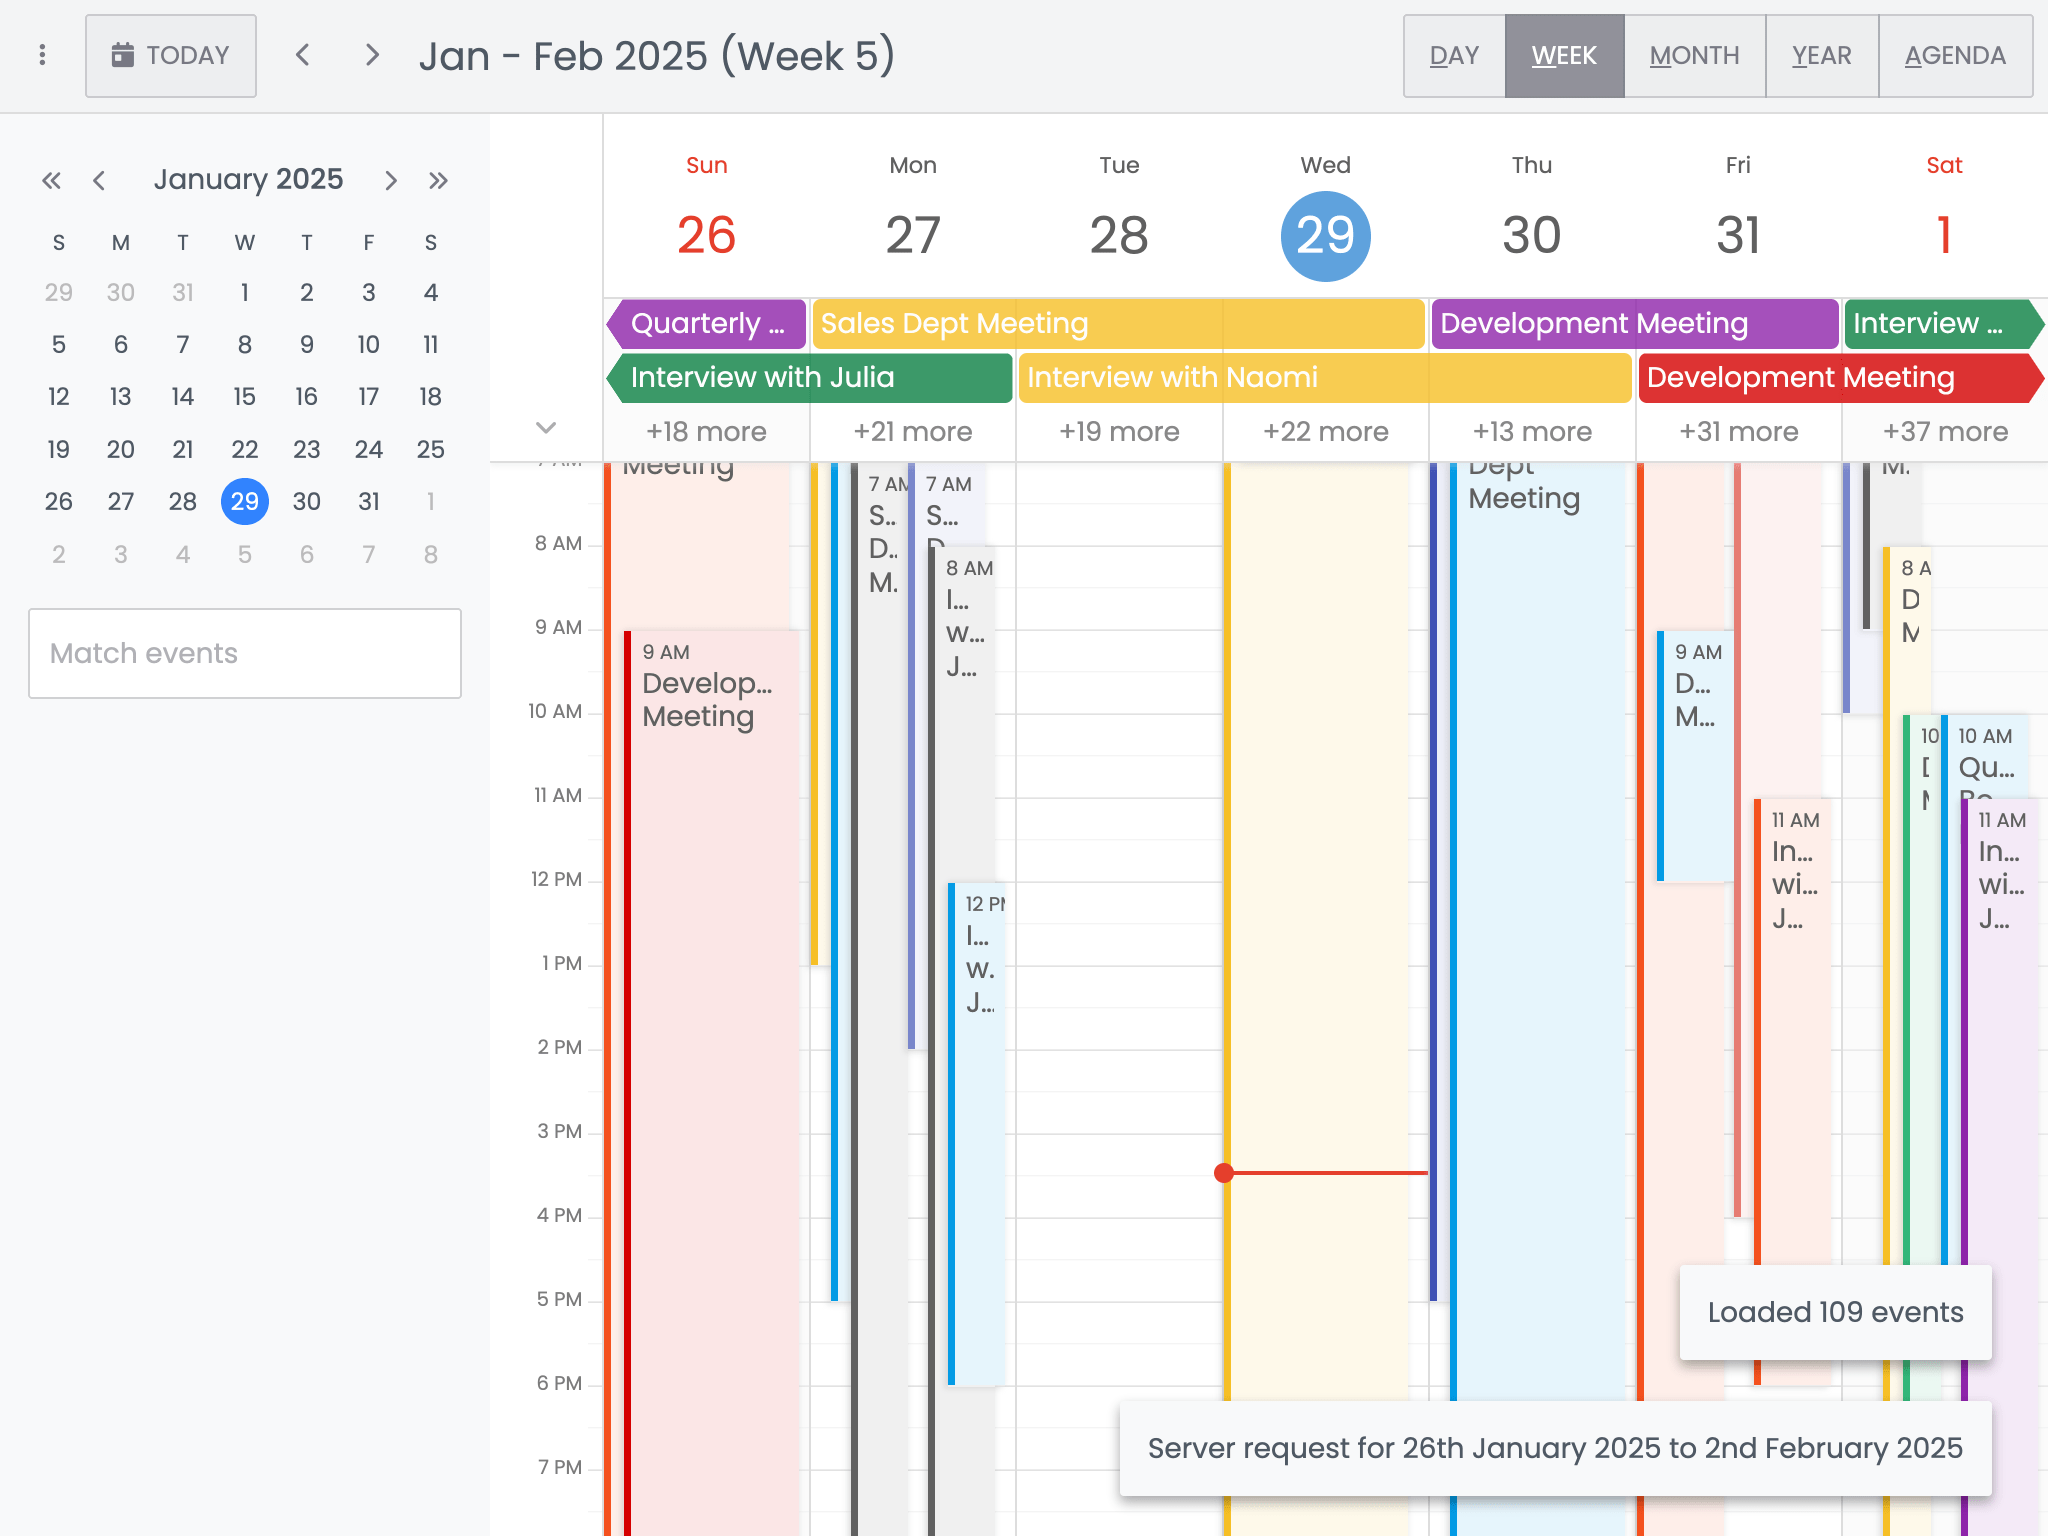 TODAY
Jan - Feb 2025 (Week 5)
DAY WEEK MONTH YEAR AGENDA
January 2025
S M T W T F S
29 30 31 1 2 3 4
5 6 7 8 9 10 11
12 13 14 15 16 17 18
19 20 21 22 23 24 25
26 27 28 29 30 31 1
2 3 4 5 6 7 8
Match events
Sun Mon Tue Wed Thu Fri Sat
26 27 28 29 30 31 1
Quarterly ... Sales Dept Meeting Development Meeting Interview ...
Interview with Julia Interview with Naomi Development Meeting
+18 more +21 more +19 more +22 more +13 more +31 more +37 more
8 AM
9 AM
10 AM
11 AM
12 PM
1 PM
2 PM
3 PM
4 PM
5 PM
6 PM
7 PM
Meeting
9 AM
Develop...
Meeting
7 AM
S...
D..
M.
7 AM
S...
8 AM
I...
w...
J...
12 PM
I...
w.
J...
Dept
Meeting
9 AM
D...
M...
11 AM
In...
wi...
J...
M.
8 A
D
M
10
10 AM
Qu...
11 AM
In...
wi...
J...
Loaded 109 events
Server request for 26th January 2025 to 2nd February 2025